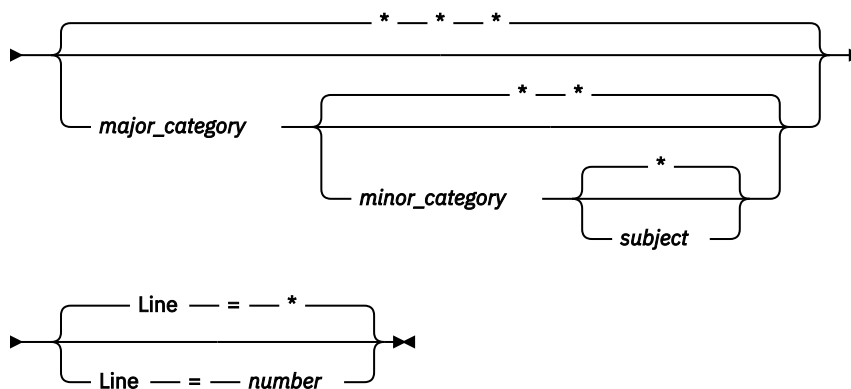 * * *
* *
major_category
*
minor_category
subject
Line = *
Line = number